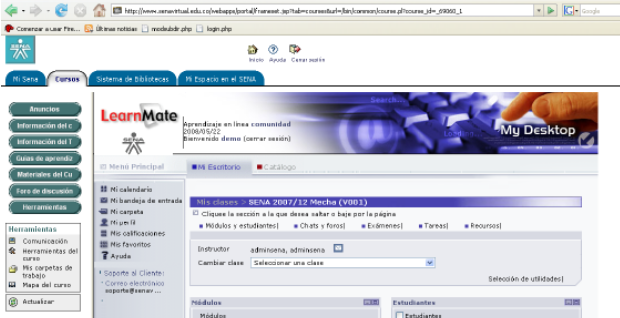 http://www.senavirtual.edu.co/webapps/portal/frameset.jsp?tab=courses&url=/bin/common/course.pl?course_id=_69060_1
Google
Comenzar a usar Fire...
Últimas noticias
modsubdir.php
login.php
Inicio Ayuda Cerrar sesión
Mi Sena
Cursos
Sistema de Bibliotecas
Mi Espacio en el SENA
Anuncios
Información del c
Información del T
Guias de aprendiz
Materiales del Cu
Foro de discusión
Herramientas
Herramientas
Comunicación
Herramientas del
curso
Mis carpetas de
trabajo
Mapa del curso
Actualizar
LearnMate
SENA
Aprendizaje en línea comunidad
2008/05/22
Bienvenido demo (cerrar sesión)
Search
My Desktop
Menú Principal
Mi Escritorio
Catálogo
Mi calendario
Mi bandeja de entrada
Mi carpeta
Mi perfil
Mis calificaciones
Mis favoritos
Ayuda
Soporte al Cliente:
Correo electrónico
soporte@senav...
Mis clases > SENA 2007/12 Mecha (V001)
Clique la sección a la que desea saltar o baje por la página
Módulos y estudiantes|
Chats y foros|
Exámenes|
Tareas|
Recursos|
Instructor adminsena, adminsena
Cambiar clase Seleccionar una clase
Selección de utilidades|
Módulos
Módulos
Estudiantes
Estudiantes